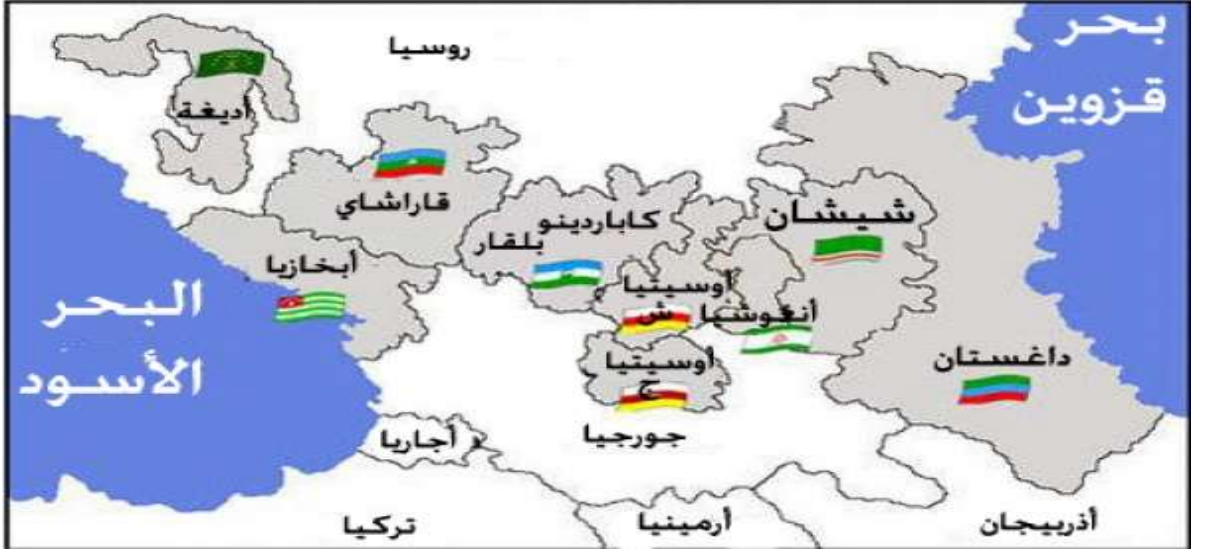 بحر
قزوين
روسيا
أديغة
قاراشاي
كاباردينو
بلقار
شيشان
أبخازيا
أوسيتيا
ش
أنغوشيا
البحر
الأسود
أوسيتيا
ج
داغستان
أجاريا
جورجيا
تركيا
أرمينيا
أذربيجان